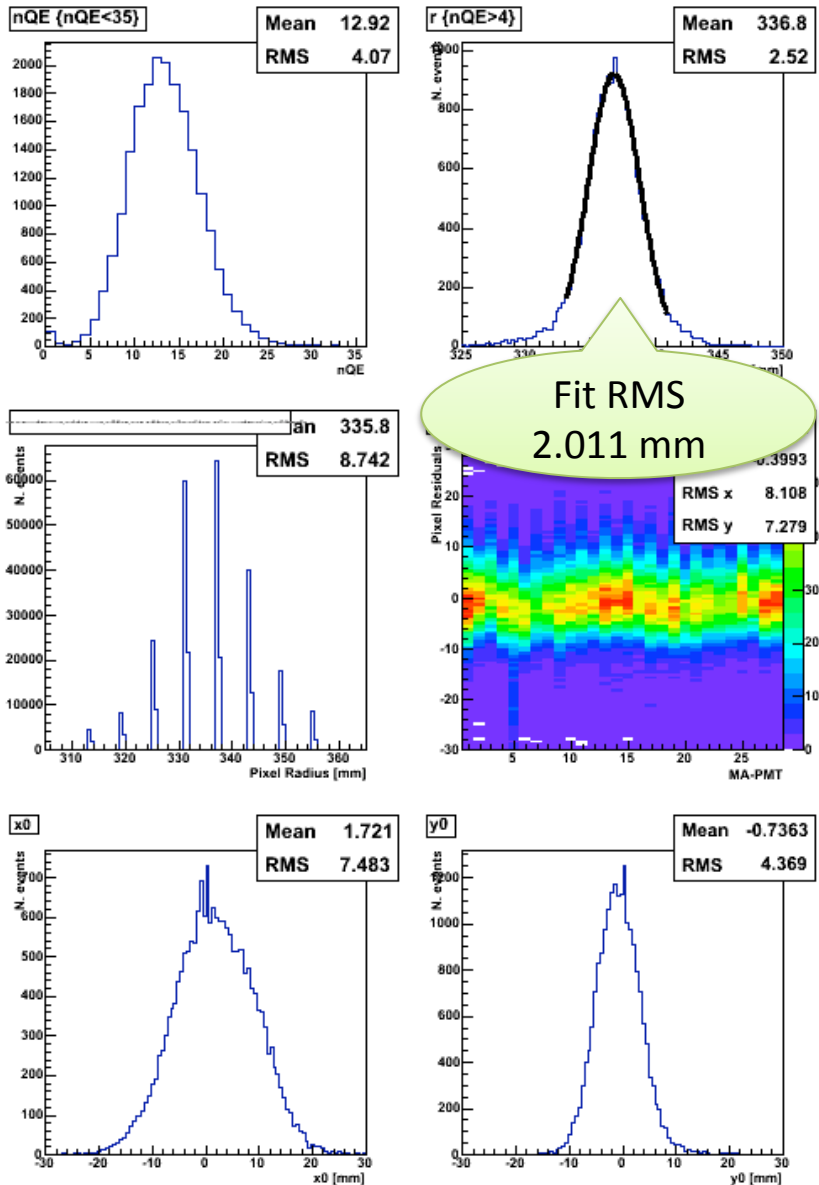 nQE {nQE<35}
Mean 12.92
RMS 4.07
2000
1800
1600
1400
1200
1000
800
600
400
200
0
0 5 10 15 20 25 30 35
nQE
r {nQE>4}
Mean 336.8
RMS 2.52
N. events
1000
800
600
400
200
0
325 330 345 350
Fit RMS
2.011 mm
335.8
RMS 8.742
N. events
60000
50000
40000
30000
20000
10000
0
310 320 330 340 350 360
Pixel Radius [mm]
0.3993
RMS x 8.108
RMS y 7.279
Pixel Residuals
20
10
0
-10
-20
-30
5 10 15 20 25
MA-PMT
30
20
10
0
x0
Mean 1.721
RMS 7.483
N. events
700
600
500
400
300
200
100
0
-30 -20 -10 0 10 20 30
x0 [mm]
y0
Mean -0.7363
RMS 4.369
N. events
1200
1000
800
600
400
200
0
-30 -20 -10 0 10 20 30
y0 [mm]